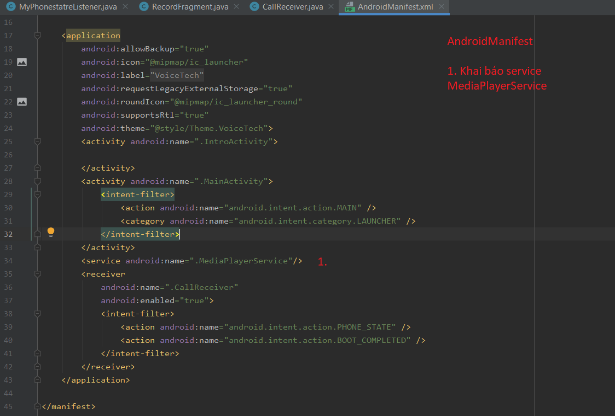 MyPhonestatreListener.java
RecordFragment.java
CallReceiver.java
AndroidManifest.xml
16
17 <application
18 android:allowBackup="true"
19 android:icon="@mipmap/ic_launcher"
20 android:label="VoiceTech"
21 android:requestLegacyExternalStorage="true"
22 android:roundIcon="@mipmap/ic_launcher_round"
23 android:supportsRtl="true"
24 android:theme="@style/Theme.VoiceTech">
25 <activity android:name=".IntroActivity">
26
27 </activity>
28 <activity android:name=".MainActivity">
29 <intent-filter>
30 <action android:name="android.intent.action.MAIN" />
31 <category android:name="android.intent.category.LAUNCHER" />
32 </intent-filter>
33 </activity>
34 <service android:name=".MediaPlayerService"/> 1.
35 <receiver
36 android:name=".CallReceiver"
37 android:enabled="true">
38 <intent-filter>
39 <action android:name="android.intent.action.PHONE_STATE" />
40 <action android:name="android.intent.action.BOOT_COMPLETED" />
41 </intent-filter>
42 </receiver>
43 </application>
44
45 </manifest>
AndroidManifest
1. Khai báo service
MediaPlayerService